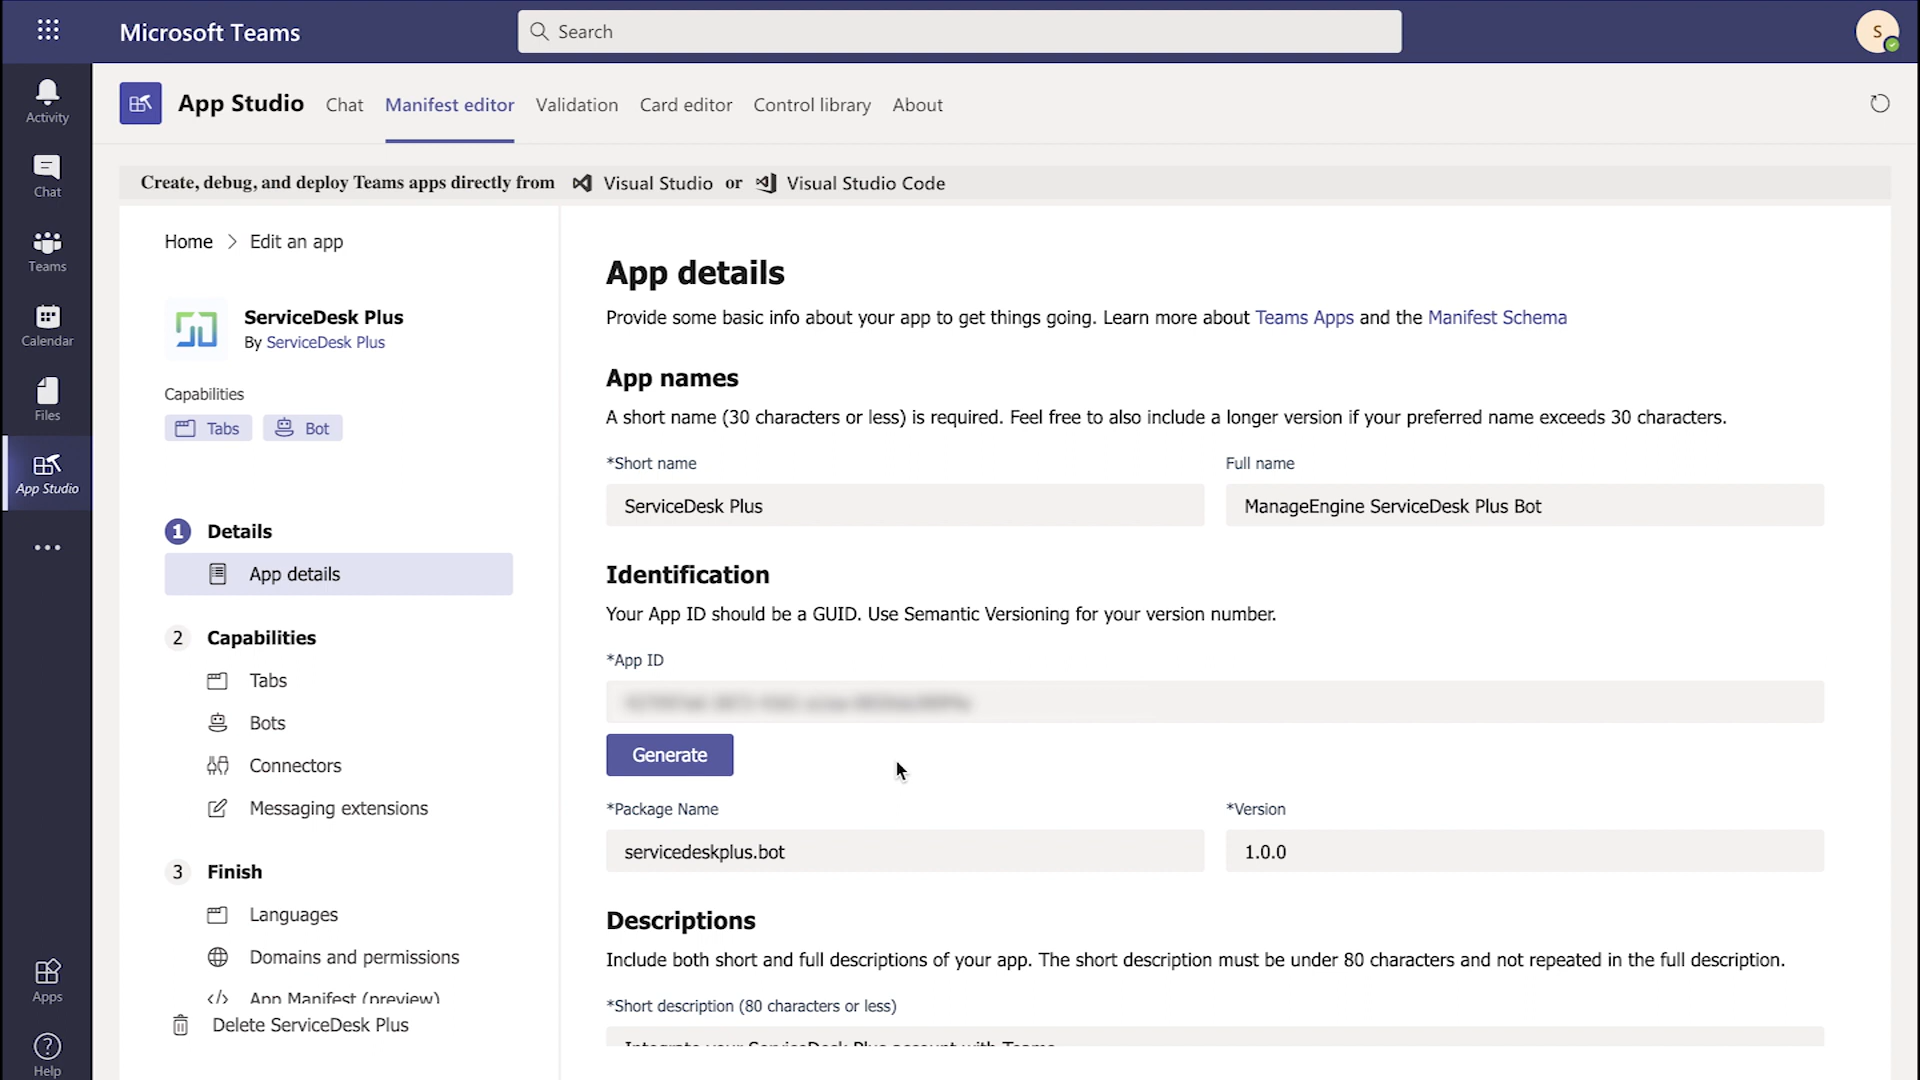 Microsoft Teams
Search
S
Activity
Chat
Teams
Calendar
Files
App Studio
Apps
Help
App Studio
Chat
Manifest editor
Validation
Card editor
Control library
About
Create, debug, and deploy Teams apps directly from Visual Studio or Visual Studio Code
Home > Edit an app
ServiceDesk Plus
By ServiceDesk Plus
Capabilities
Tabs
Bot
1 Details
App details
2 Capabilities
Tabs
Bots
Connectors
Messaging extensions
3 Finish
Languages
Domains and permissions
App Manifest (preview)
Delete ServiceDesk Plus
App details
Provide some basic info about your app to get things going. Learn more about Teams Apps and the Manifest Schema
App names
A short name (30 characters or less) is required. Feel free to also include a longer version if your preferred name exceeds 30 characters.
*Short name
ServiceDesk Plus
Full name
ManageEngine ServiceDesk Plus Bot
Identification
Your App ID should be a GUID. Use Semantic Versioning for your version number.
*App ID
Generate
*Package Name
servicedeskplus.bot
*Version
1.0.0
Descriptions
Include both short and full descriptions of your app. The short description must be under 80 characters and not repeated in the full description.
*Short description (80 characters or less)
Integrate your ServiceDesk Plus account with Teams